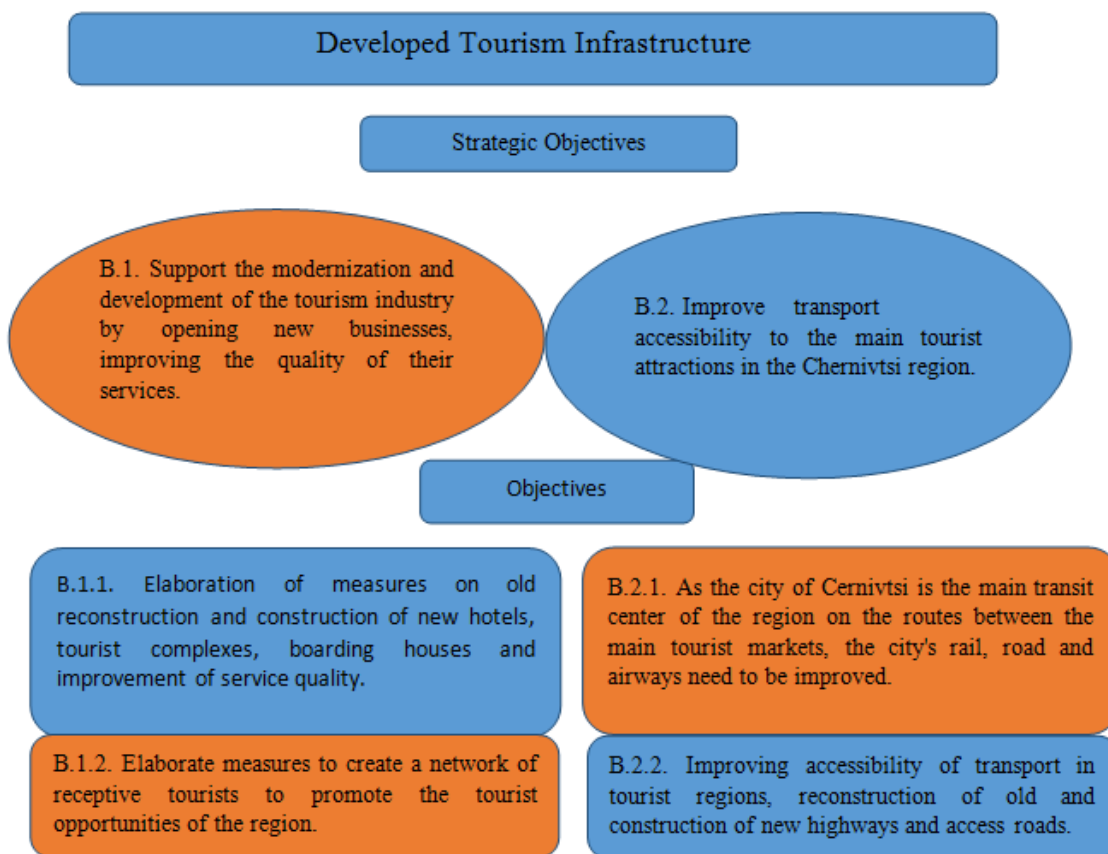 Developed Tourism Infrastructure
Strategic Objectives
B.1. Support the modernization and
development of the tourism industry
by opening new businesses,
improving the quality of their
services.
B.2. Improve transport
accessibility to the main tourist
attractions in the Chernivtsi region.
Objectives
B.1.1. Elaboration of measures on old
reconstruction and construction of new hotels,
tourist complexes, boarding houses and
improvement of service quality.
B.2.1. As the city of Cernivtsi is the main transit
center of the region on the routes between the
main tourist markets, the city's rail, road and
airways need to be improved.
B.1.2. Elaborate measures to create a network of
receptive tourists to promote the tourist
opportunities of the region.
B.2.2. Improving accessibility of transport in
tourist regions, reconstruction of old and
construction of new highways and access roads.